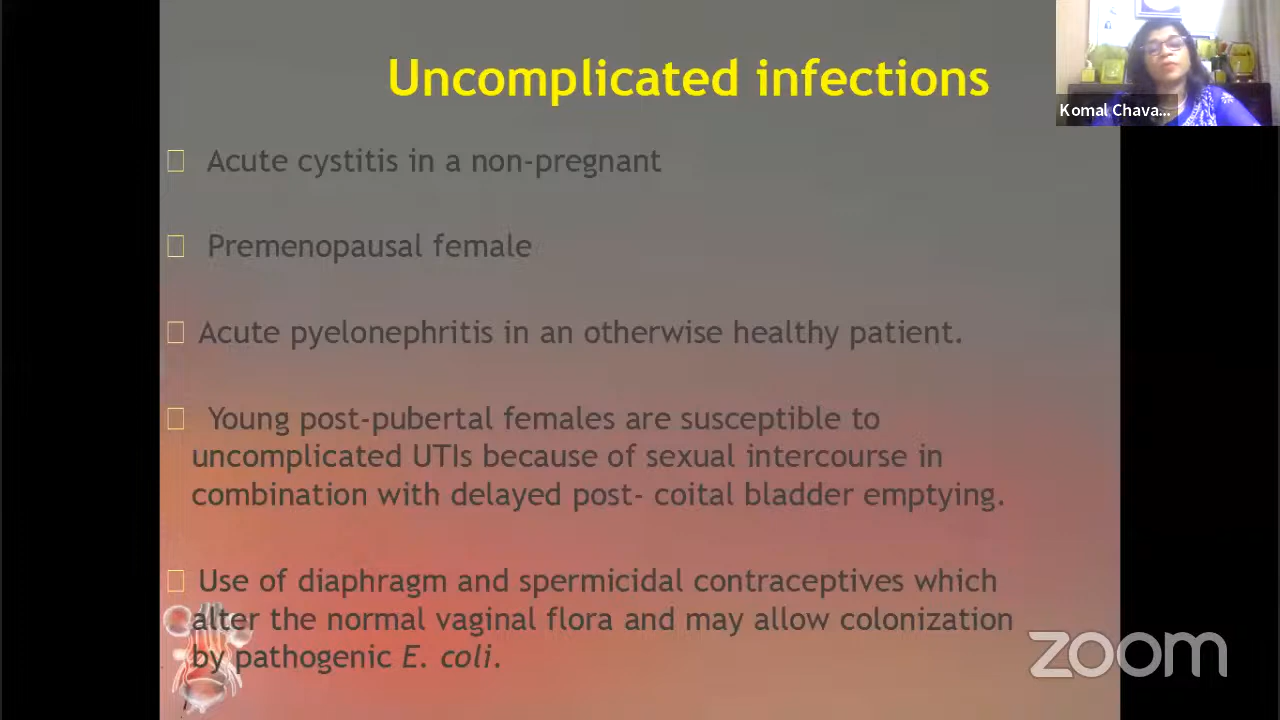 Uncomplicated infections
Komal Chava...
Acute cystitis in a non-pregnant
Premenopausal female
Acute pyelonephritis in an otherwise healthy patient.
Young post-pubertal females are susceptible to
uncomplicated UTIs because of sexual intercourse in
combination with delayed post- coital bladder emptying.
Use of diaphragm and spermicidal contraceptives which
alter the normal vaginal flora and may allow colonization
by pathogenic E. coli.
zoom